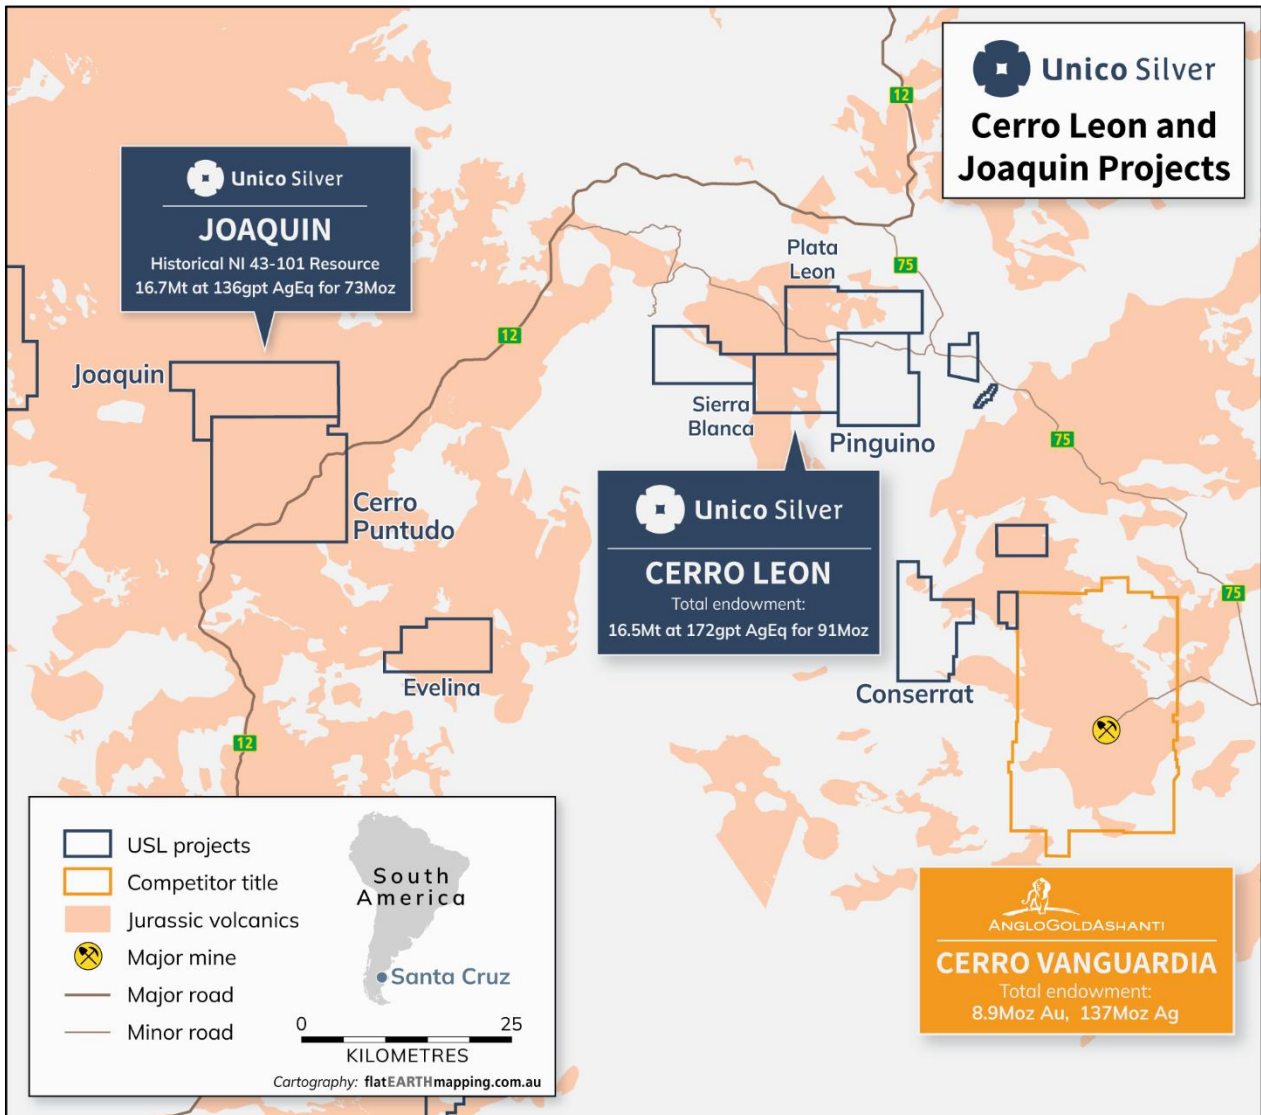 Unico Silver
Cerro Leon and
Joaquin Projects
12
Unico Silver
JOAQUIN
Historical NI 43-101 Resource
16.7Mt at 136gpt AgEq for 73Moz
Plata
Leon
75
12
Joaquin
Sierra
Blanca
Pinguino
75
Cerro
Puntudo
Unico Silver
CERRO LEON
Total endowment:
16.5Mt at 172gpt AgEq for 91Moz
75
Evelina
Conserrat
12
USL projects
Competitor title
Jurassic volcanics
Major mine
Major road
Minor road
South
America
Santa Cruz
0 25
KILOMETRES
Cartography: flatEARTHmapping.com.au
ANGLOGOLDASHANTI
CERRO VANGUARDIA
Total endowment:
8.9Moz Au, 137Moz Ag